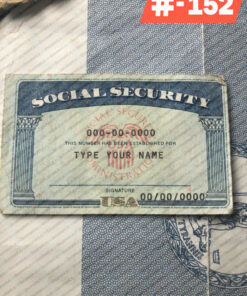 #-152
SOCIAL SECURITY
000-00-0000
THIS NUMBER HAS BEEN ESTABLISHED FOR
TYPE YOUR NAME
SIGNATURE
00/00/0000
USA